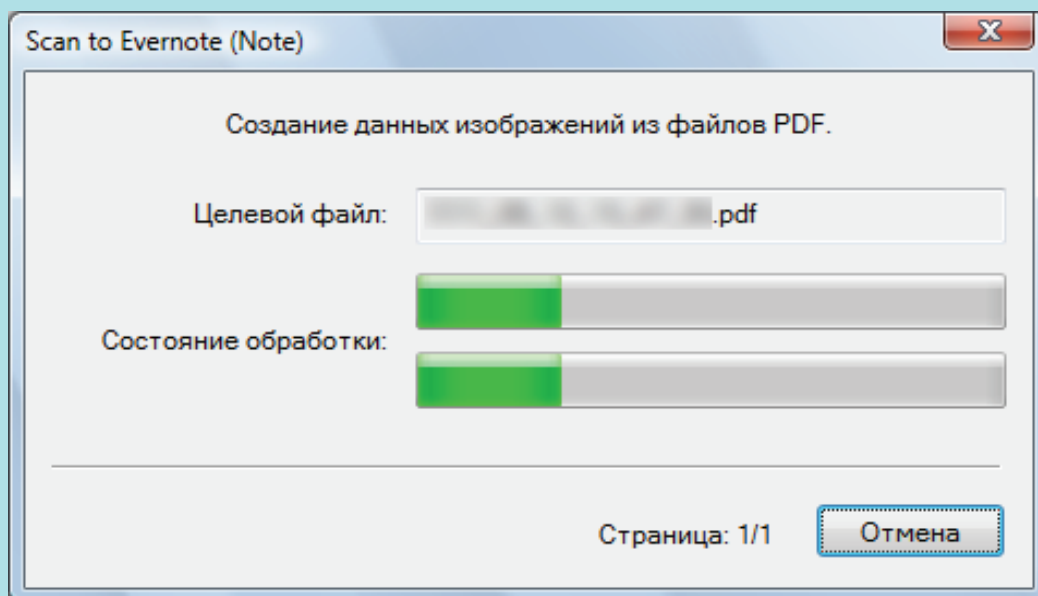 Scan to Evernote (Note)
Создание данных изображений из файлов PDF.
Целевой файл: .pdf
Состояние обработки:
Страница: 1/1 Отмена